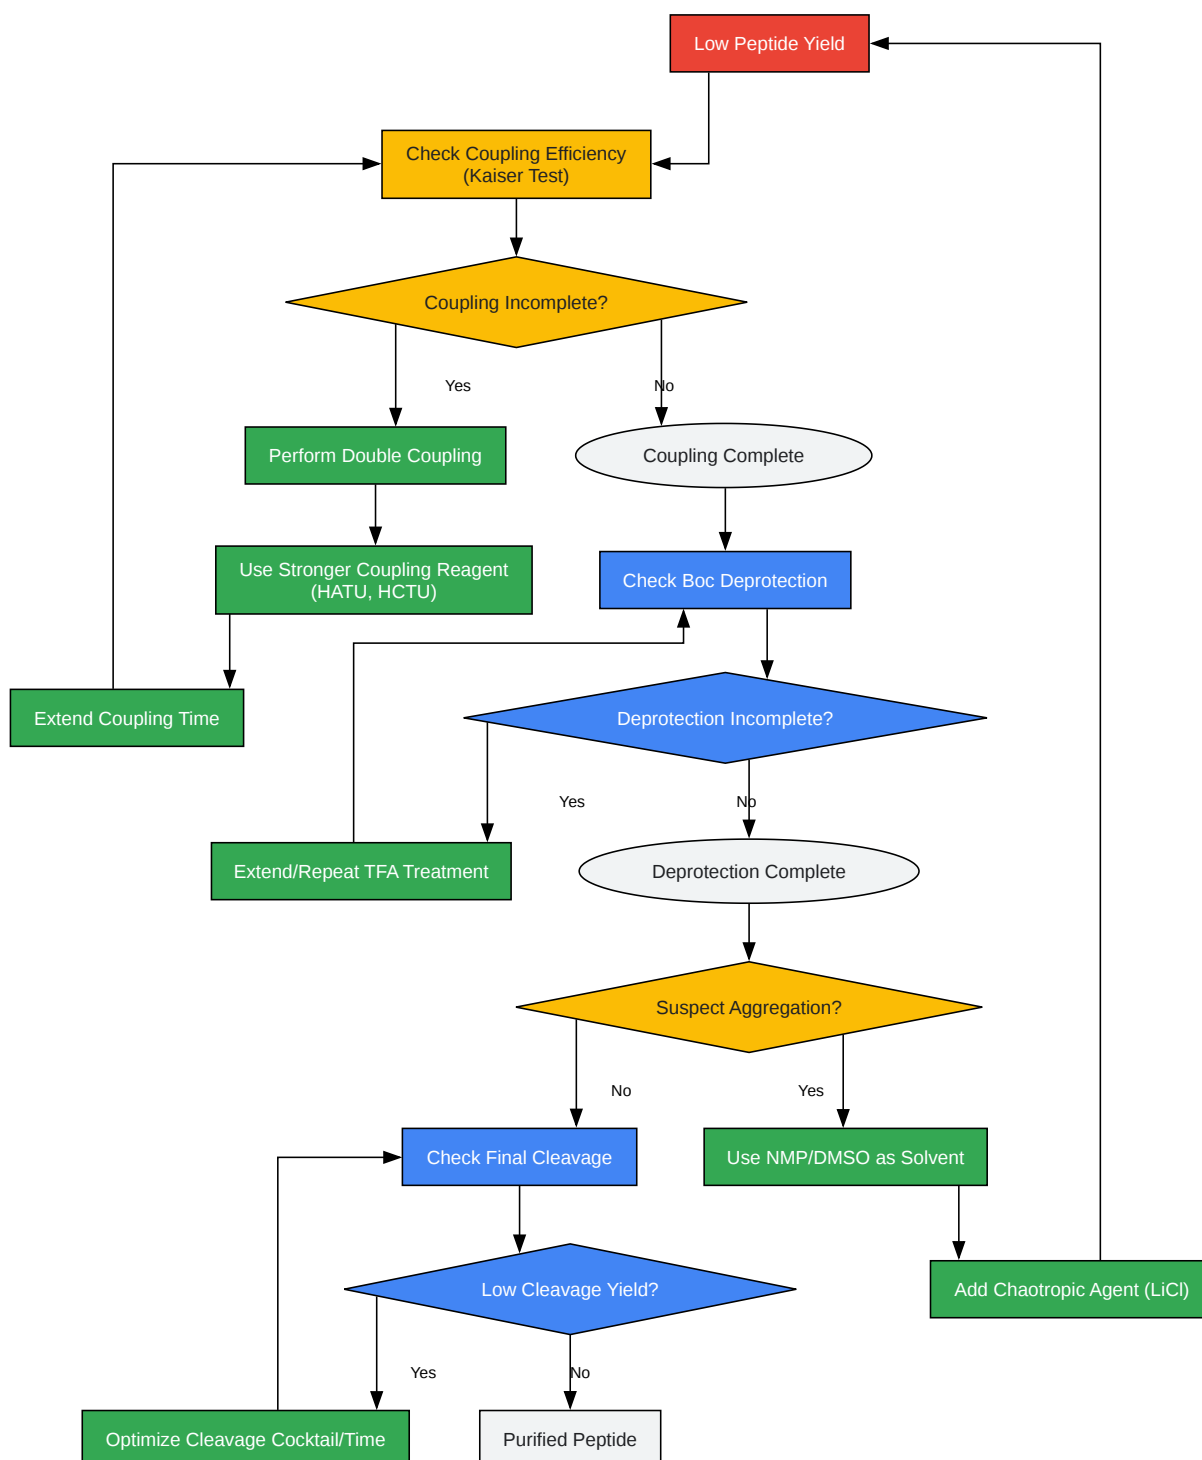 Low Peptide Yield
Check Coupling Efficiency
(Kaiser Test)
Coupling Incomplete?
Yes
No
Perform Double Coupling
Coupling Complete
Use Stronger Coupling Reagent
(HATU, HCTU)
Check Boc Deprotection
Extend Coupling Time
Deprotection Incomplete?
Yes
No
Extend/Repeat TFA Treatment
Deprotection Complete
Suspect Aggregation?
No
Yes
Check Final Cleavage
Use NMP/DMSO as Solvent
Low Cleavage Yield?
Add Chaotropic Agent (LiCl)
Yes
No
Optimize Cleavage Cocktail/Time
Purified Peptide